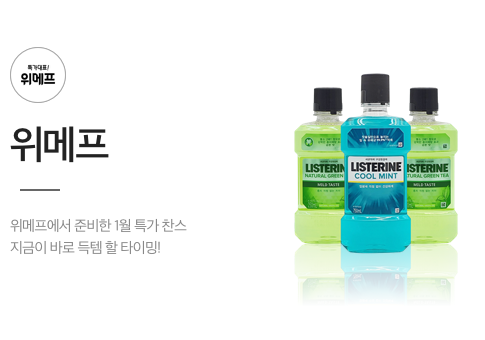 특가대표!
위메프
위메프
위메프에서 준비한 1월 특가 찬스
지금이 바로 득템 할 타이밍!
LISTERINE
NATURAL GREEN
MILD TASTE
LISTERINE
COOL MINT
LISTERINE
NATURAL GREEN TEA
MILD TASTE